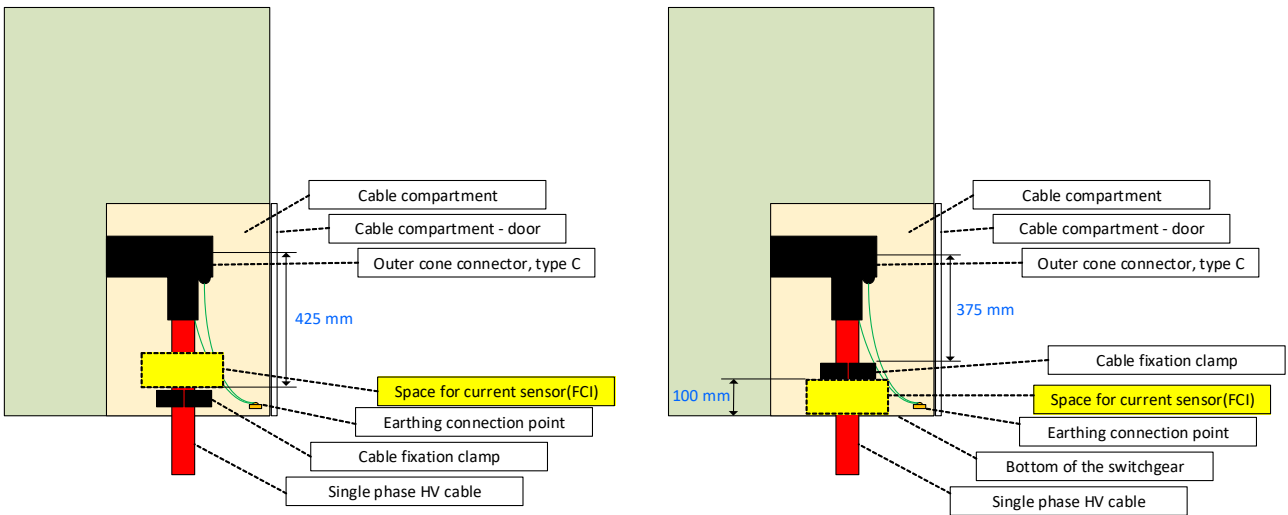 Cable compartment
Cable compartment - door
Outer cone connector, type C
425 mm
Space for current sensor(FCI)
Earthing connection point
Cable fixation clamp
Single phase HV cable
Cable compartment
Cable compartment - door
Outer cone connector, type C
375 mm
Cable fixation clamp
100 mm
Space for current sensor(FCI)
Earthing connection point
Bottom of the switchgear
Single phase HV cable